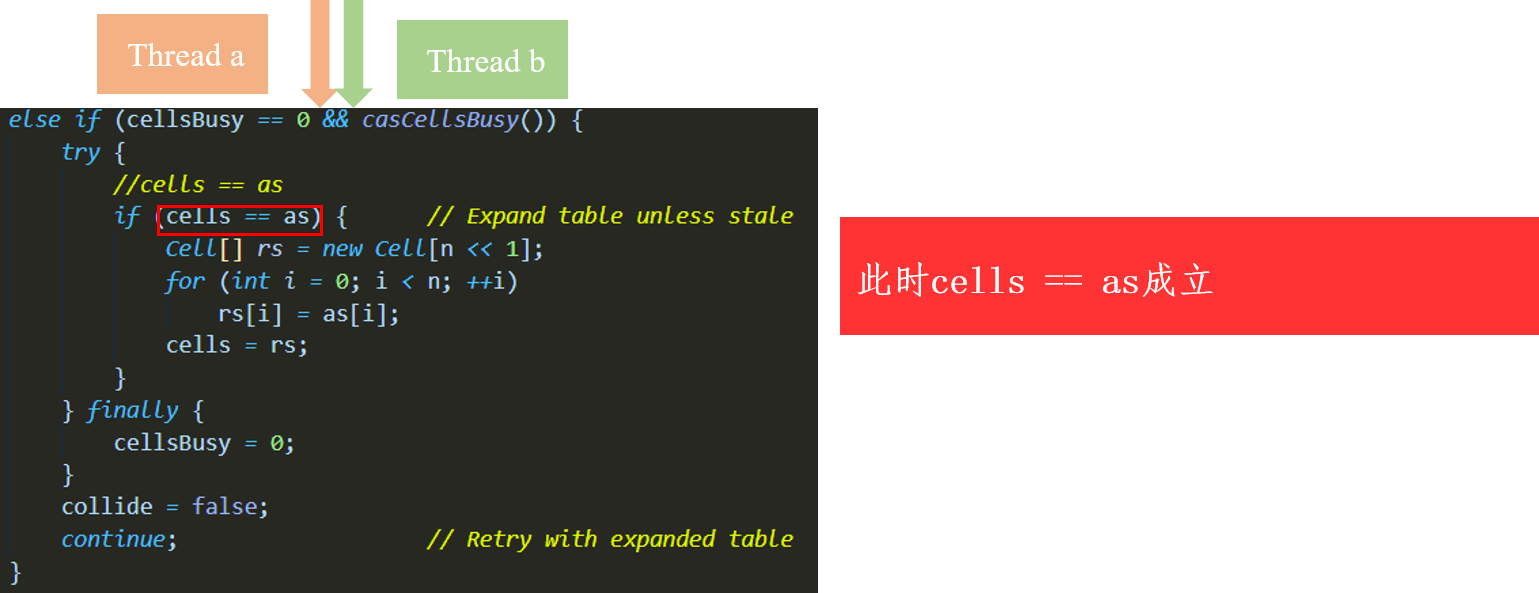 Thread a
Thread b
else if (cellsBusy == 0 && casCellsBusy()) {
try {
//cells == as
if (cells == as) { // Expand table unless stale
Cell[] rs = new Cell[n << 1];
for (int i = 0; i < n; ++i)
rs[i] = as[i];
cells = rs;
}
} finally {
cellsBusy = 0;
}
collide = false;
continue; // Retry with expanded table
}
此时cells == as成立